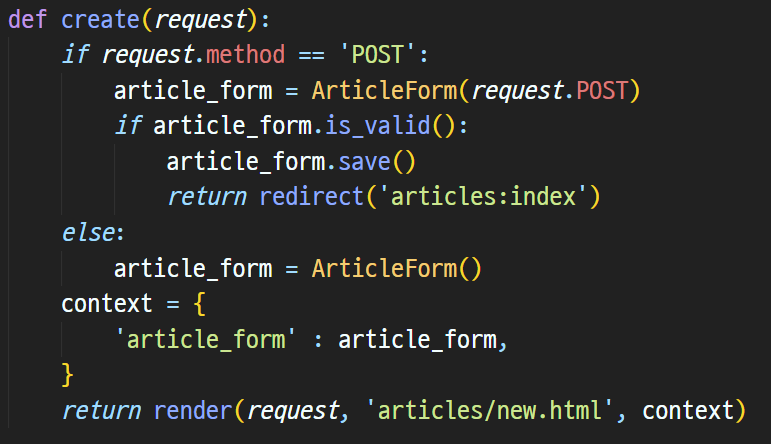 def create(request):
    if request.method == 'POST':
        article_form = ArticleForm(request.POST)
        if article_form.is_valid():
            article_form.save()
            return redirect('articles:index')
    else:
        article_form = ArticleForm()
    context = {
        'article_form' : article_form,
    }
    return render(request, 'articles/new.html', context)